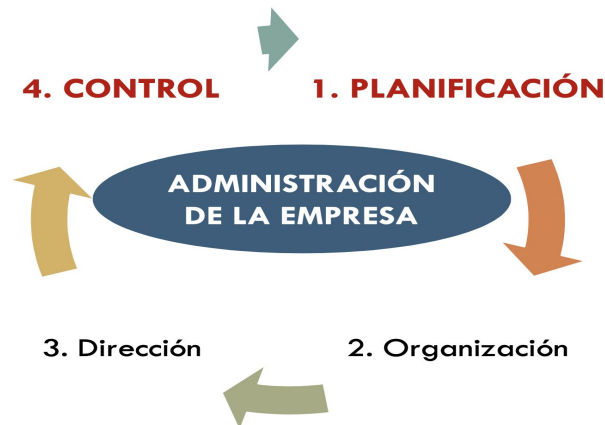 4. CONTROL
1. PLANIFICACIÓN
ADMINISTRACIÓN
DE LA EMPRESA
3. Dirección
2. Organización